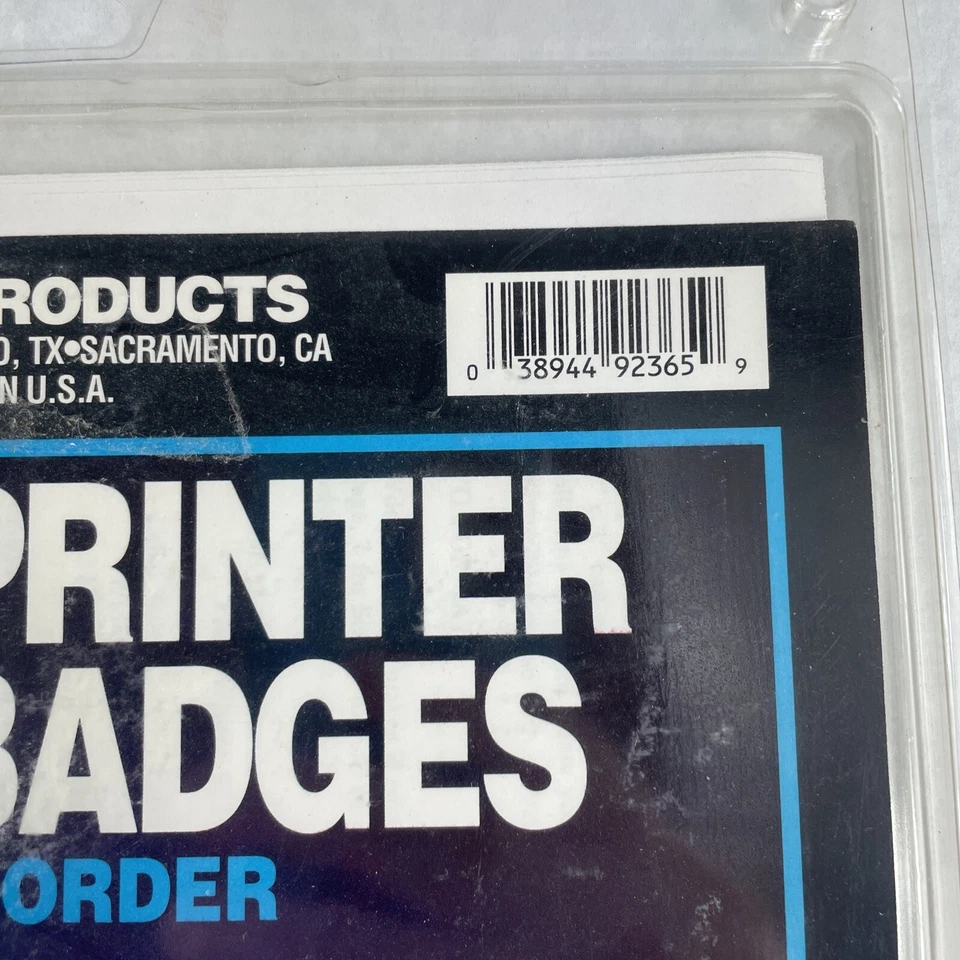 RODUCTS
O, TX•SACRAMENTO, CA
N U.S.A.
0 38944 92365 9
PRINTER
BADGES
ORDER